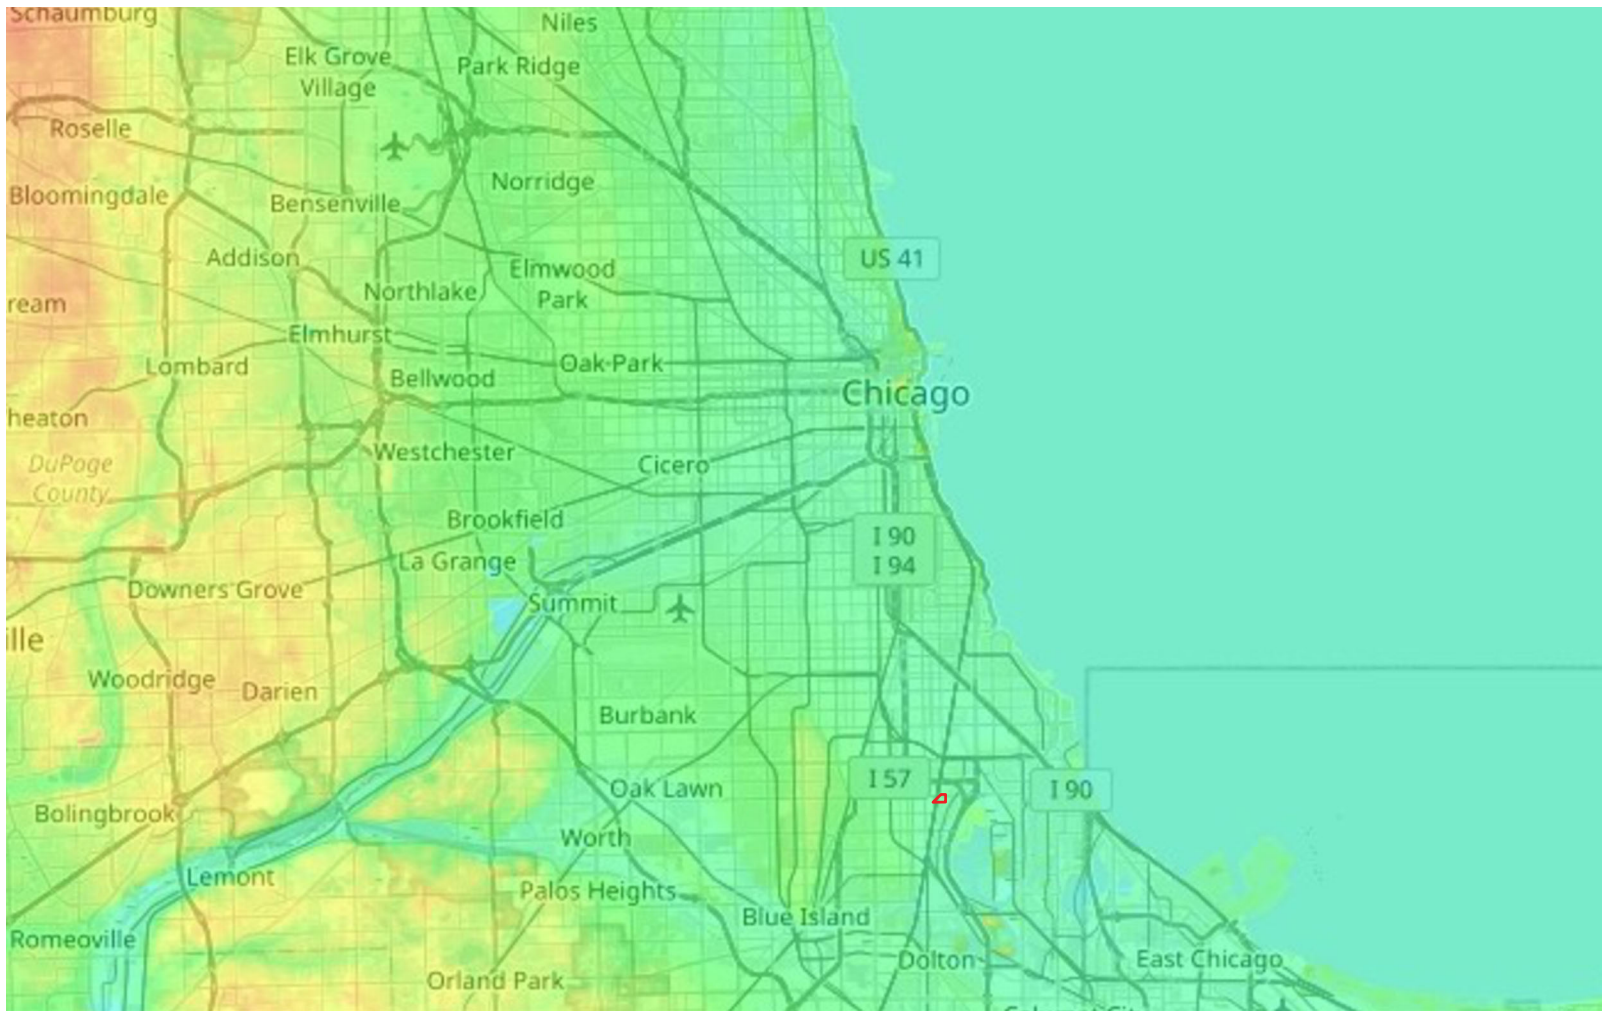 Schaumburg
Niles
Elk Grove
Village
Park Ridge
Roselle
Norridge
Bloomingdale
Bensenville
US 41
Addison
Elmwood
Park
Northlake
ream
Elmhurst
Lombard
Oak Park
Bellwood
Chicago
heaton
Westchester
DuPage
County
Cicero
Brookfield
I 90
I 94
La Grange
Downers Grove
Summit
ille
Woodridge
Darien
Burbank
I 57
Oak Lawn
I 90
Bolingbrook
Worth
Lemont
Palos Heights
Blue Island
Romeoville
Dolton
East Chicago
Orland Park